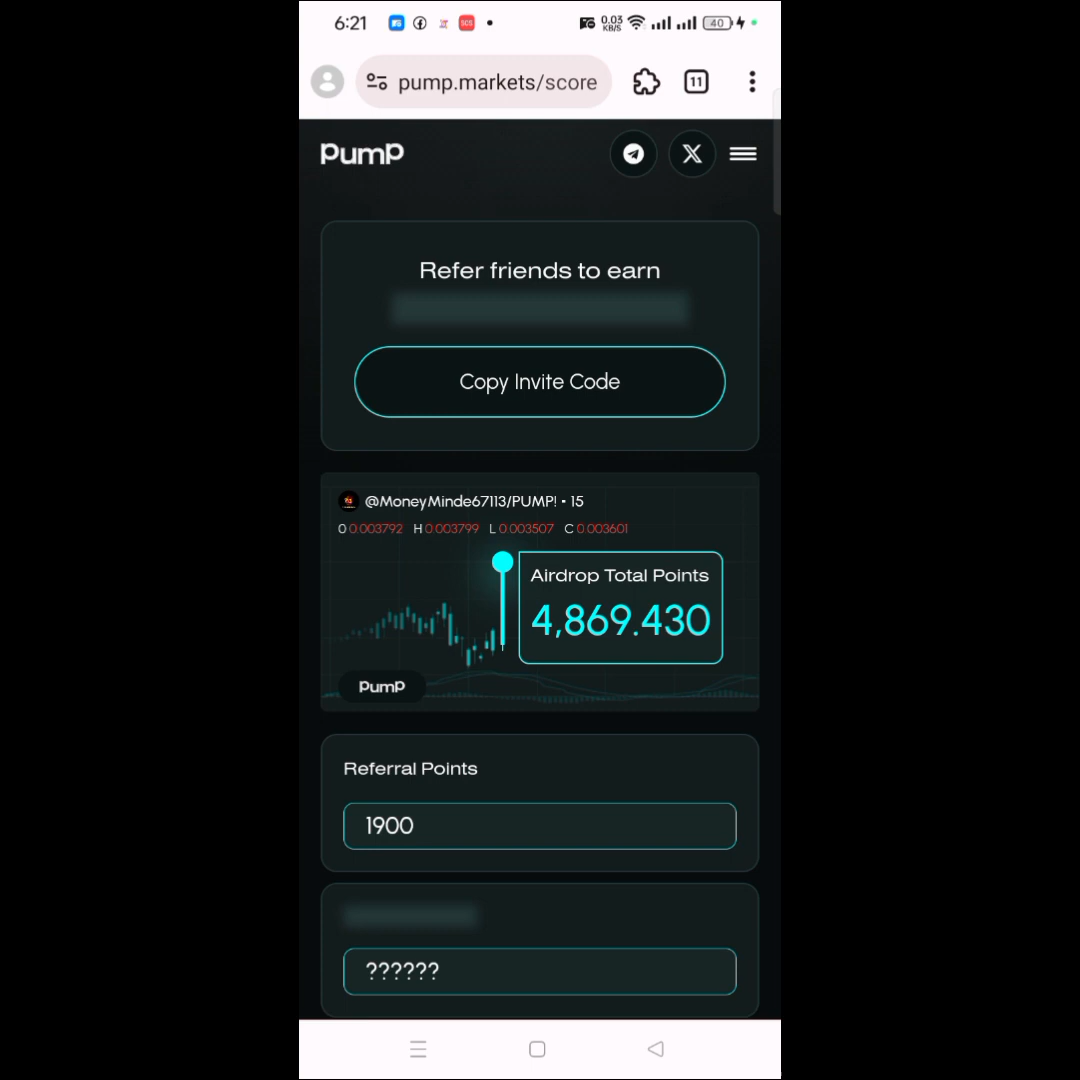 6:21
0.03
KB/S
40
pump.markets/score
11
PUMP
Refer friends to earn
Copy Invite Code
@MoneyMinde67113/PUMP! • 15
O 0.003792 H 0.003799 L 0.003507 C 0.003601
Airdrop Total Points
4,869.430
PUMP
Referral Points
1900
??????